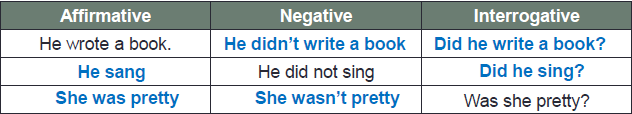 Affirmative Negative Interrogative
He wrote a book. He didn’t write a book Did he write a book?
He sang He did not sing Did he sing?
She was pretty She wasn’t pretty Was she pretty?